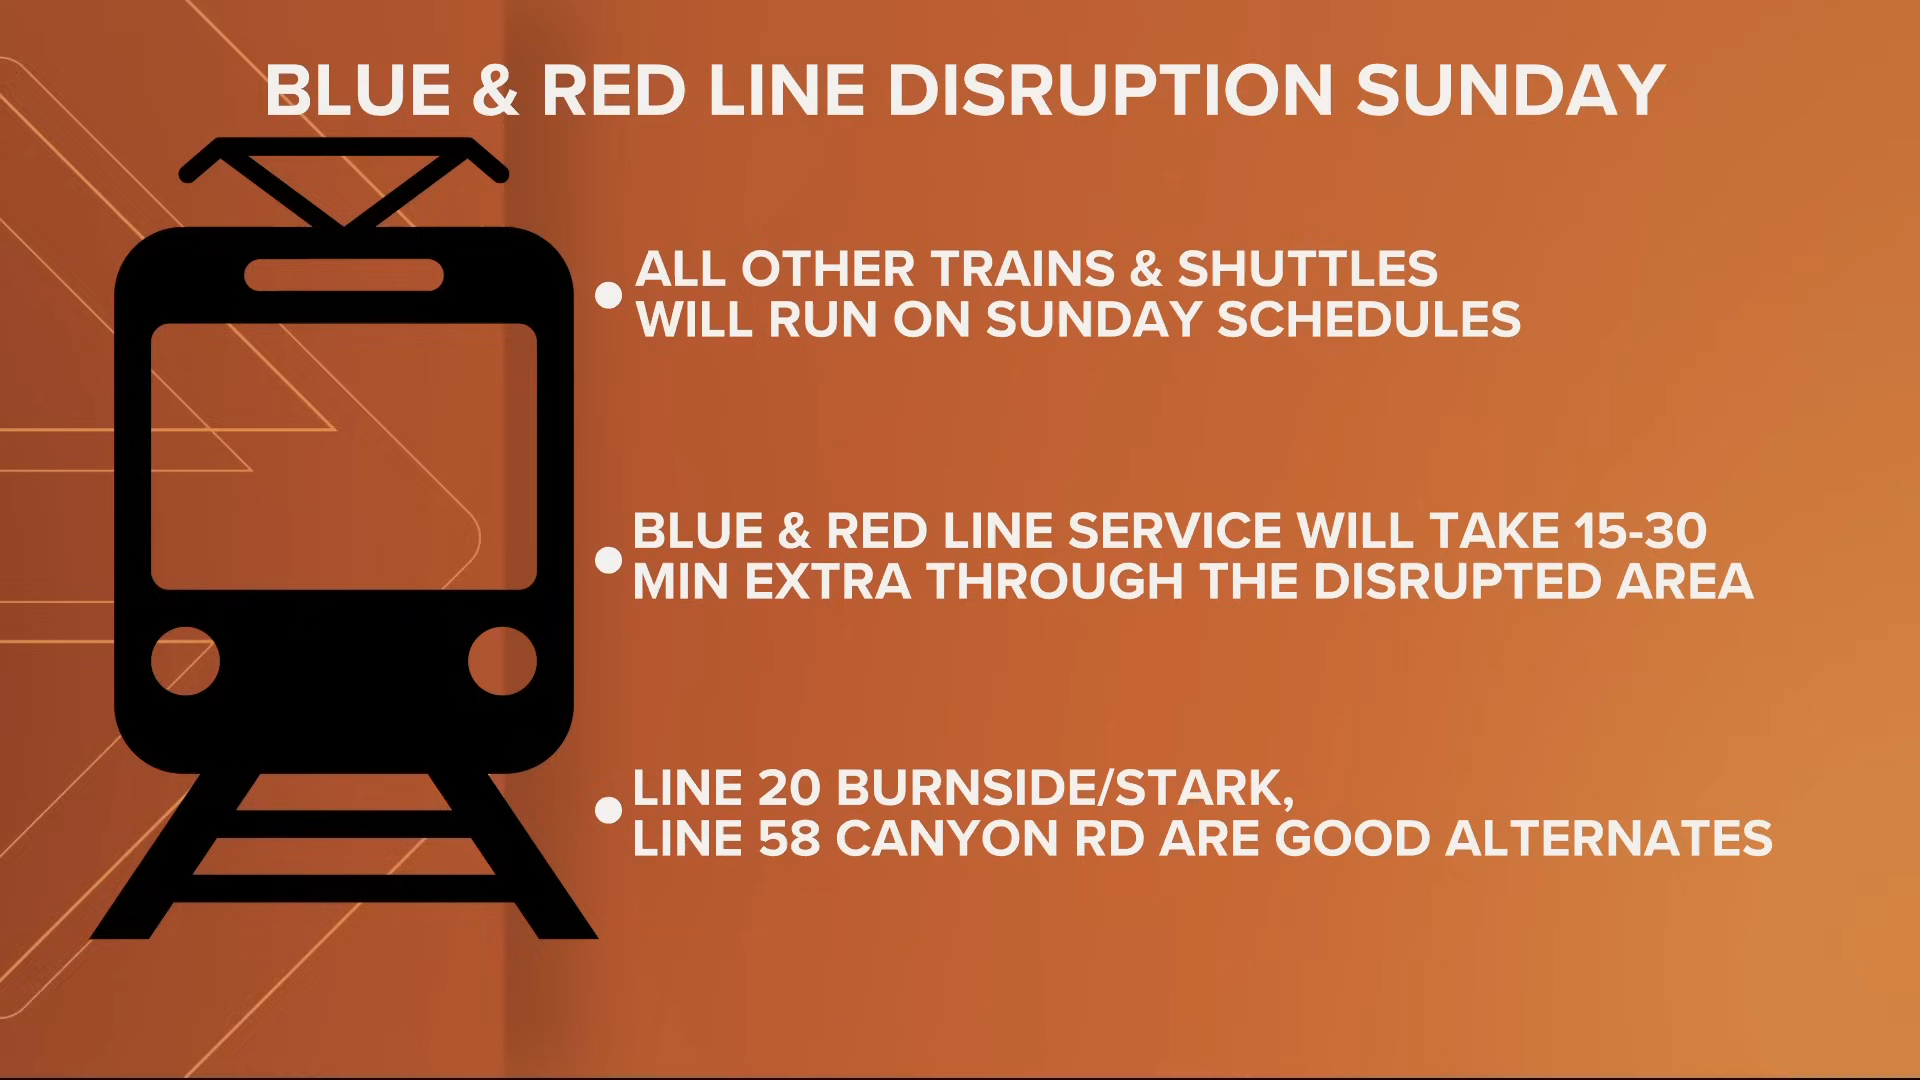 BLUE & RED LINE DISRUPTION SUNDAY
ALL OTHER TRAINS & SHUTTLES
WILL RUN ON SUNDAY SCHEDULES
BLUE & RED LINE SERVICE WILL TAKE 15-30
MIN EXTRA THROUGH THE DISRUPTED AREA
LINE 20 BURNSIDE/STARK,
LINE 58 CANYON RD ARE GOOD ALTERNATES